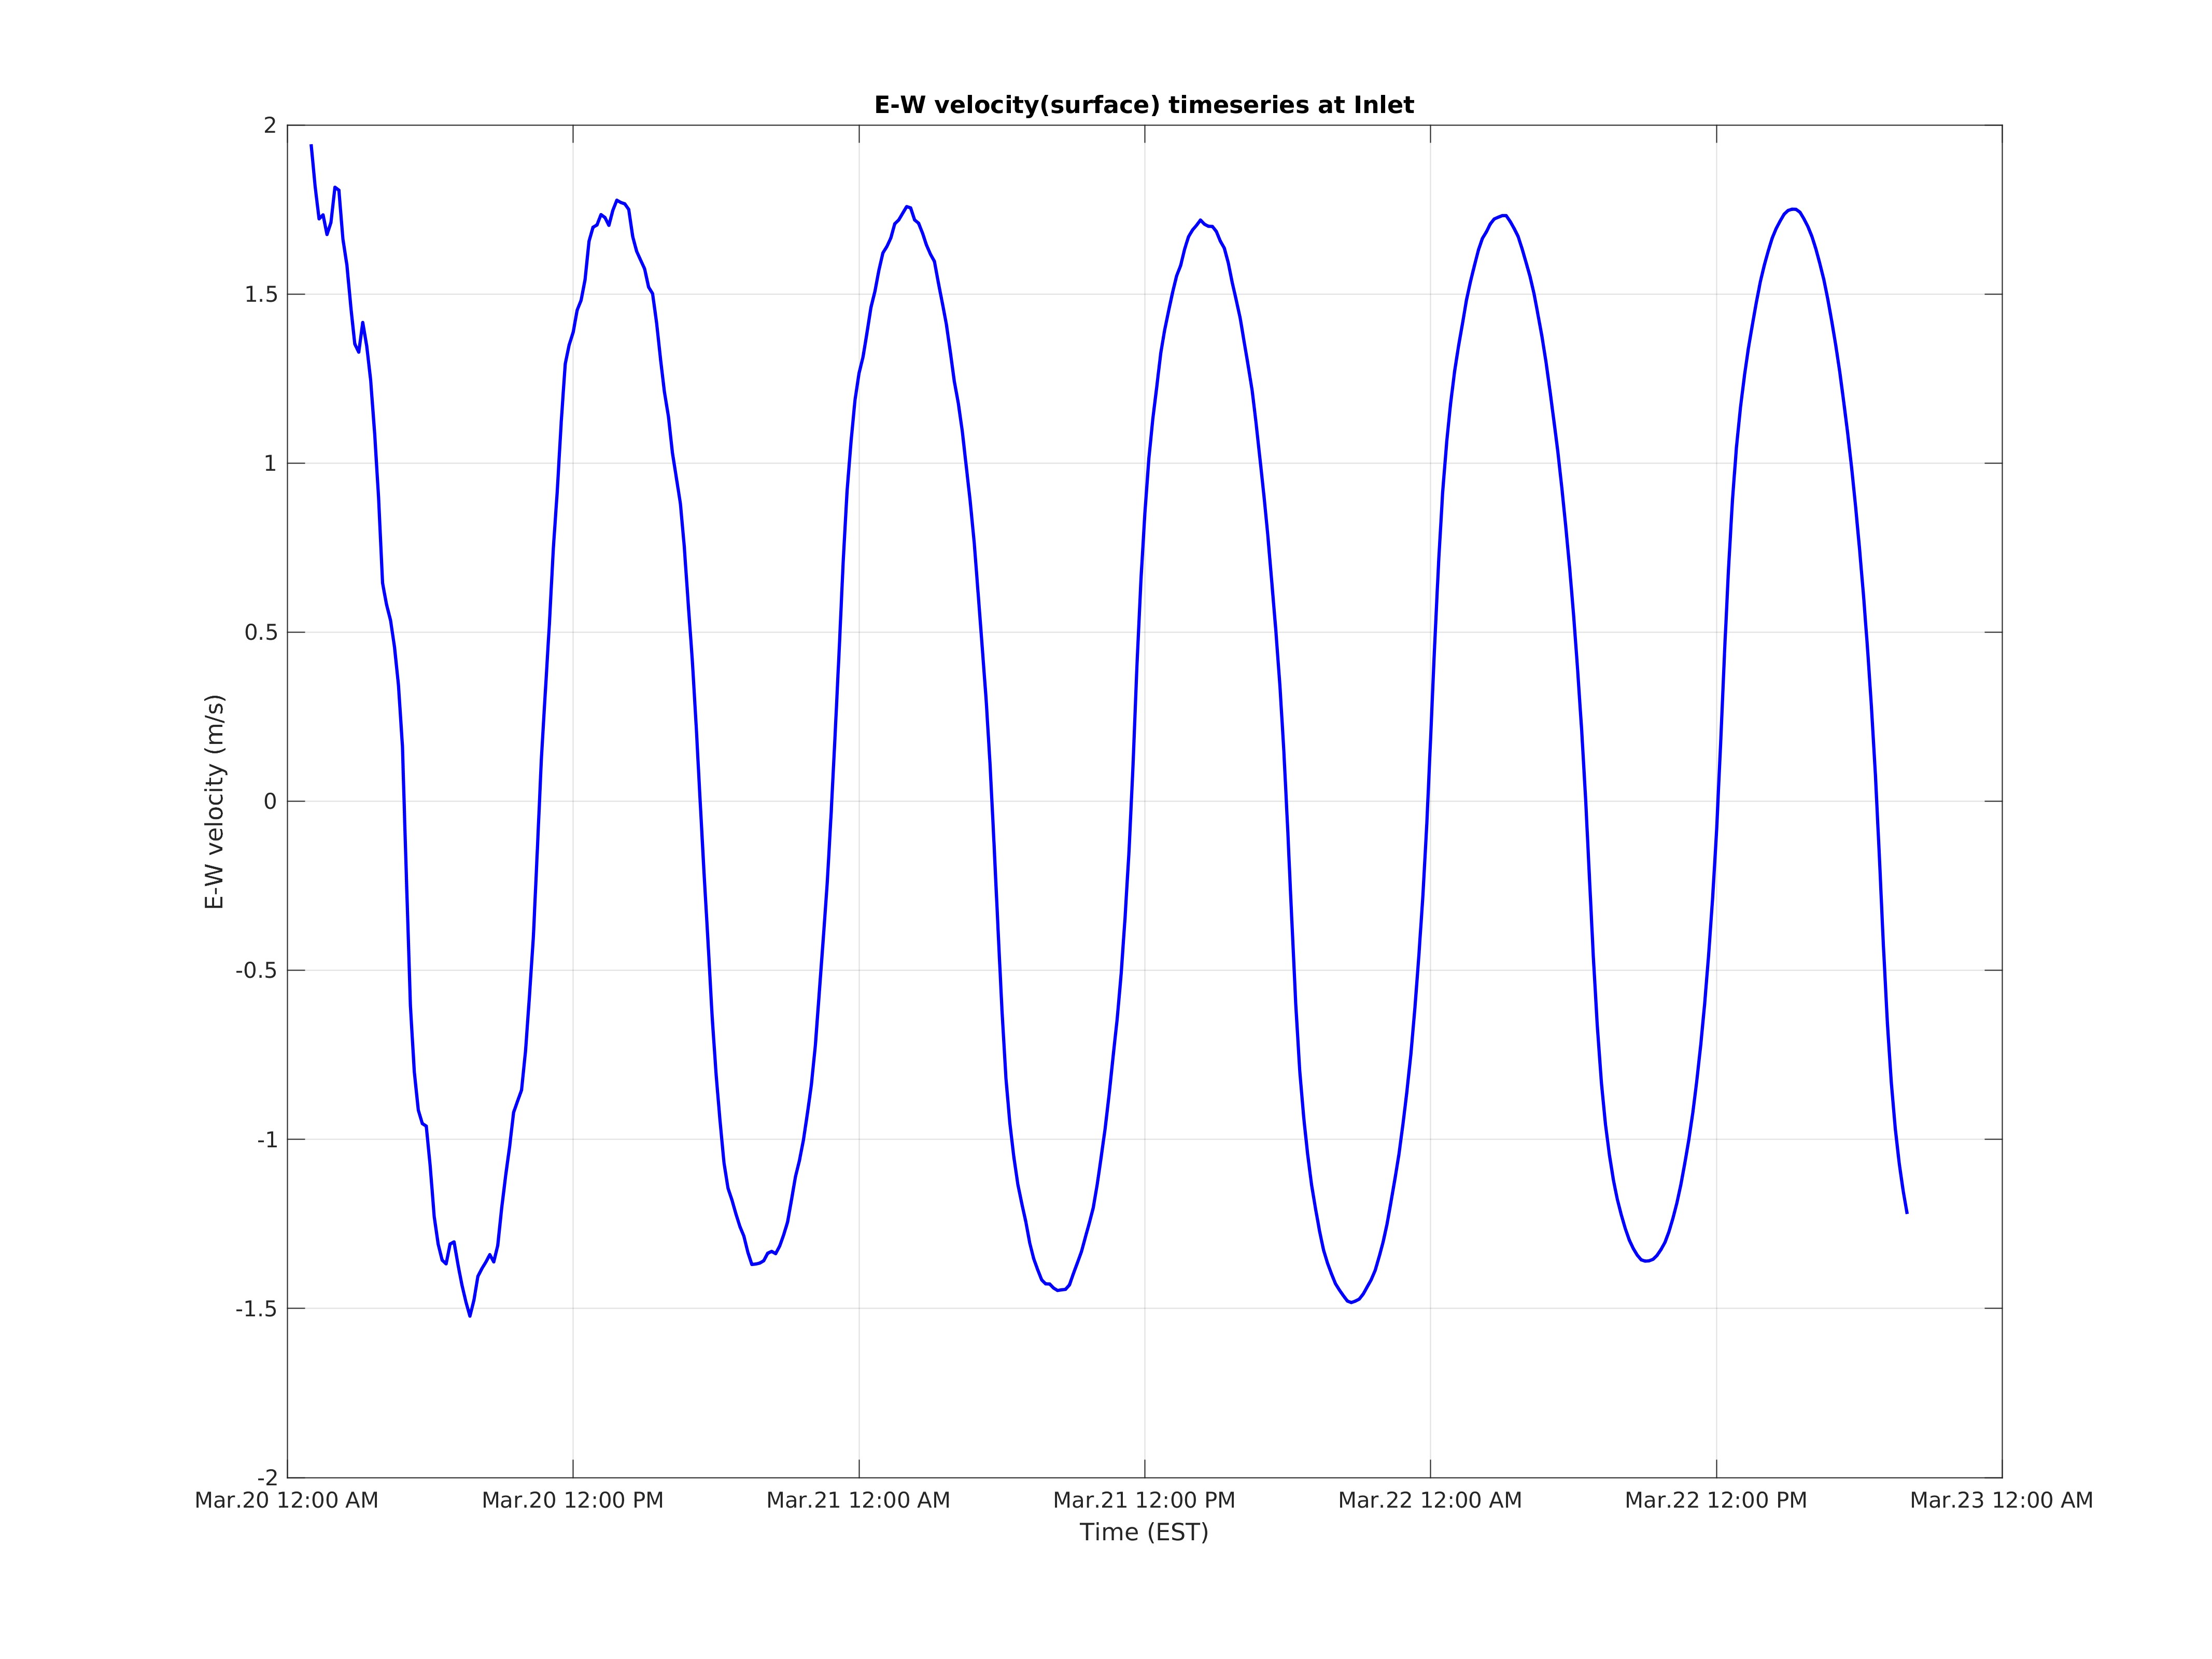 E-W velocity(surface) timeseries at Inlet
2
1.5
1
0.5
0
-0.5
-1
-1.5
-2
E-W velocity (m/s)
Mar.20 12:00 AM
Mar.20 12:00 PM
Mar.21 12:00 AM
Mar.21 12:00 PM
Mar.22 12:00 AM
Mar.22 12:00 PM
Mar.23 12:00 AM
Time (EST)